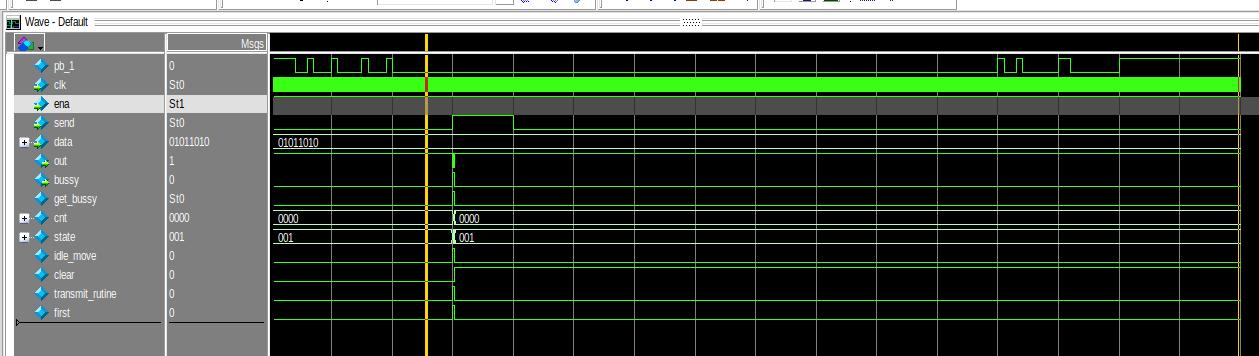 Wave - Default
Msgs
pb_1 0
clk St0
ena St1
send St0
data 01011010 01011010
out 1
bussy 0
get_bussy St0
cnt 0000 0000 0000
state 001 001 001
idle_move 0
clear 0
transmit_rutine 0
first 0